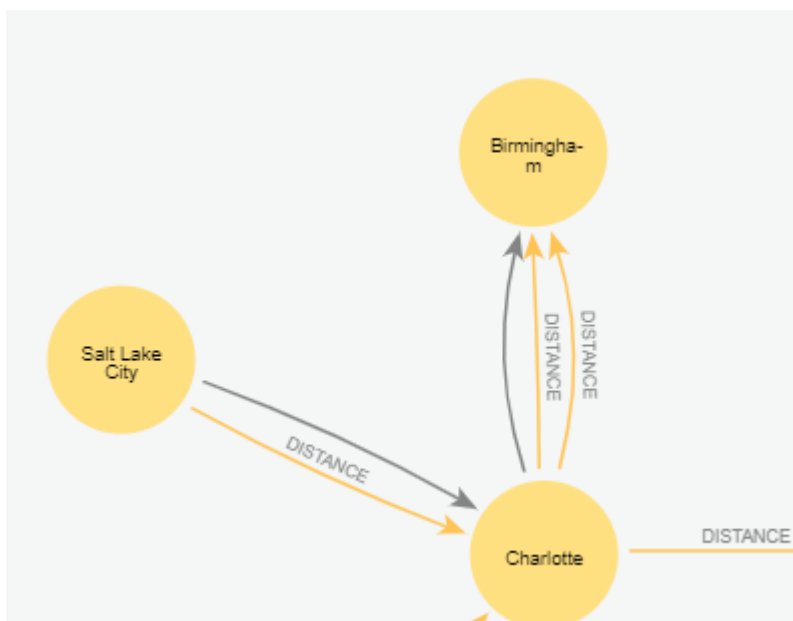 Birmingha-
m
DISTANCE
DISTANCE
Salt Lake
City
DISTANCE
Charlotte
DISTANCE